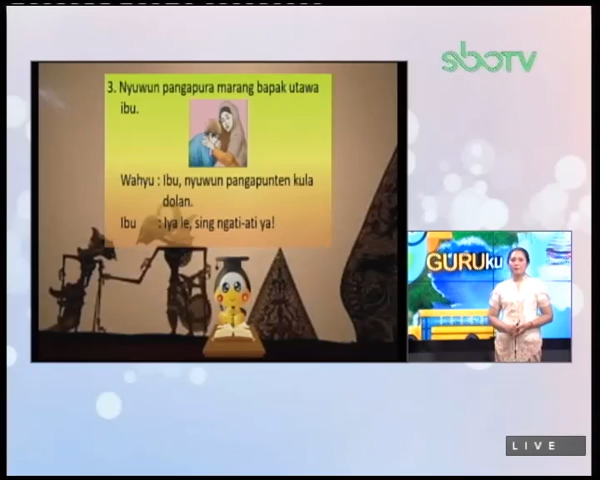 sbotv
3. Nyuwun pangapura marang bapak utawa
ibu.
Wahyu : Ibu, nyuwun pangapunten kula
dolan.
Ibu : Iya le, sing ngati-ati ya!
GURUku
LIVE